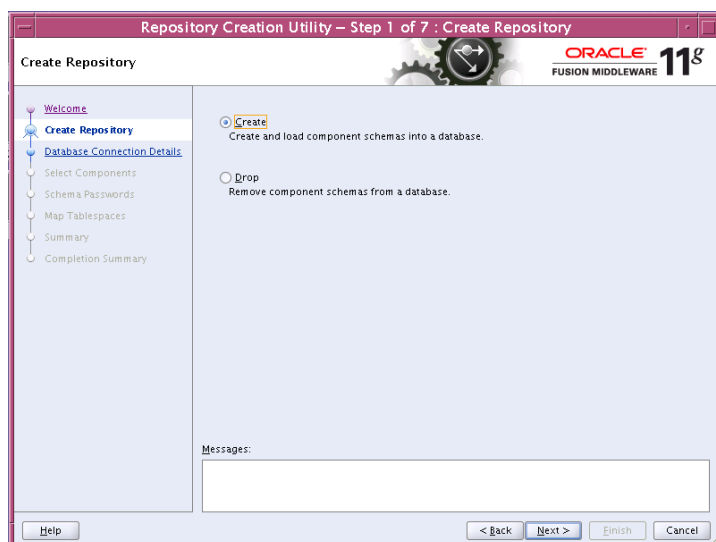 Repository Creation Utility – Step 1 of 7 : Create Repository
Create Repository
ORACLE
FUSION MIDDLEWARE
11g
Welcome
Create Repository
Database Connection Details
Select Components
Schema Passwords
Map Tablespaces
Summary
Completion Summary
Create
Create and load component schemas into a database.
Drop
Remove component schemas from a database.
Messages:
Help
< Back
Next >
Finish
Cancel